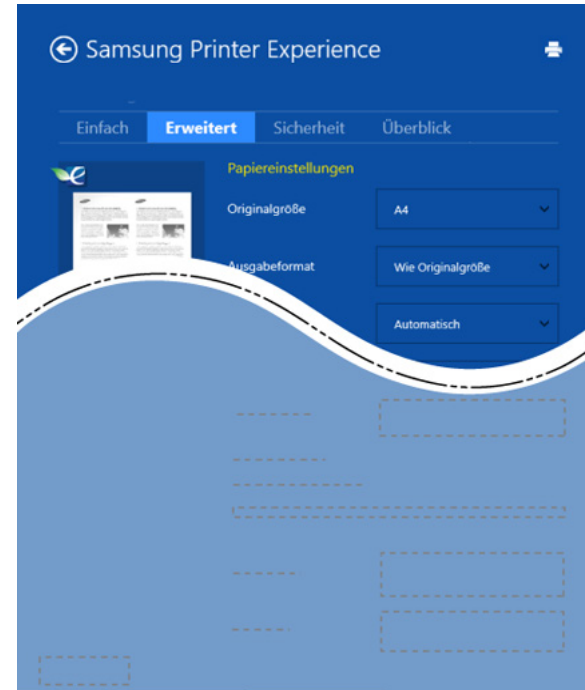 Samsung Printer Experience
Einfach Erweitert Sicherheit Überblick
Papiereinstellungen
Originalgröße A4
Ausgabeformat Wie Originalgröße
Automatisch